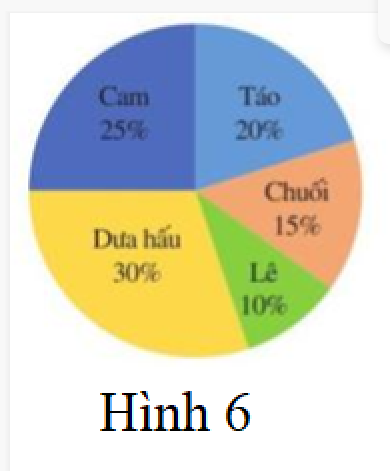 Cam
25%
Táo
20%
Chuối
15%
Dưa hấu
30%
Lê
10%
Hình 6